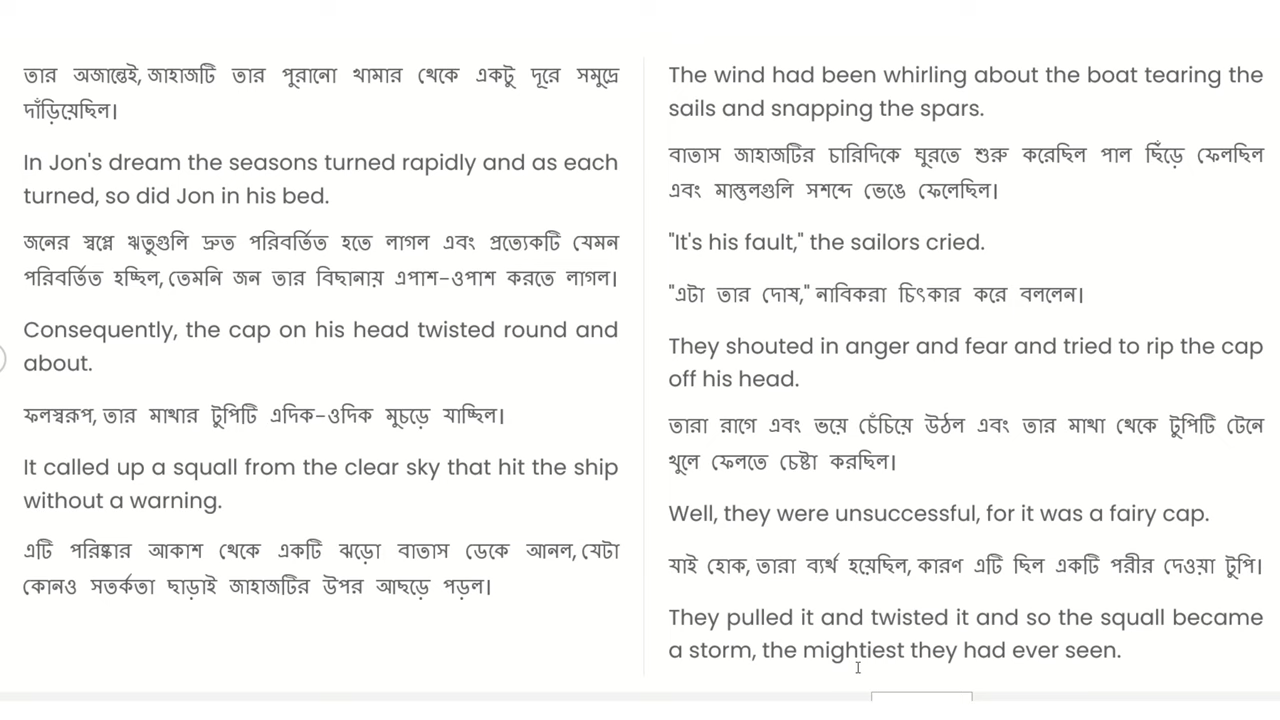 তার অজান্তেই, জাহাজটি তার পুরানো থামার থেকে একটু দূরে সমুদ্রে
দাঁড়িয়েছিল।
In Jon's dream the seasons turned rapidly and as each
turned, so did Jon in his bed.
জনের স্বপ্নে ঋতুগুলি দ্রুত পরিবর্তিত হতে লাগল এবং প্রত্যেকটি যেমন
পরিবর্তিত হচ্ছিল, তেমনি জন তার বিছানায় এপাশ-ওপাশ করতে লাগল।
Consequently, the cap on his head twisted round and
about.
ফলস্বরূপ, তার মাথার টুপিটি এদিক-ওদিক মুচড়ে যাচ্ছিল।
It called up a squall from the clear sky that hit the ship
without a warning.
এটি পরিষ্কার আকাশ থেকে একটি ঝড়ো বাতাস ডেকে আনল, যেটা
কোনও সতর্কতা ছাড়াই জাহাজটির উপর আছড়ে পড়ল।
The wind had been whirling about the boat tearing the
sails and snapping the spars.
বাতাস জাহাজটির চারিদিকে ঘুরতে শুরু করেছিল পাল ছিঁড়ে ফেলছিল
এবং মাস্তুলগুলি সশব্দে ভেঙে ফেলেছিল।
"It's his fault," the sailors cried.
"এটা তার দোষ," নাবিকরা চিৎকার করে বললেন।
They shouted in anger and fear and tried to rip the cap
off his head.
তারা রাগে এবং ভয়ে চেঁচিয়ে উঠল এবং তার মাথা থেকে টুপিটি টেনে
খুলে ফেলতে চেষ্টা করছিল।
Well, they were unsuccessful, for it was a fairy cap.
যাই হোক, তারা ব্যর্থ হয়েছিল, কারণ এটি ছিল একটি পরীর দেওয়া টুপি।
They pulled it and twisted it and so the squall became
a storm, the mightiest they had ever seen.